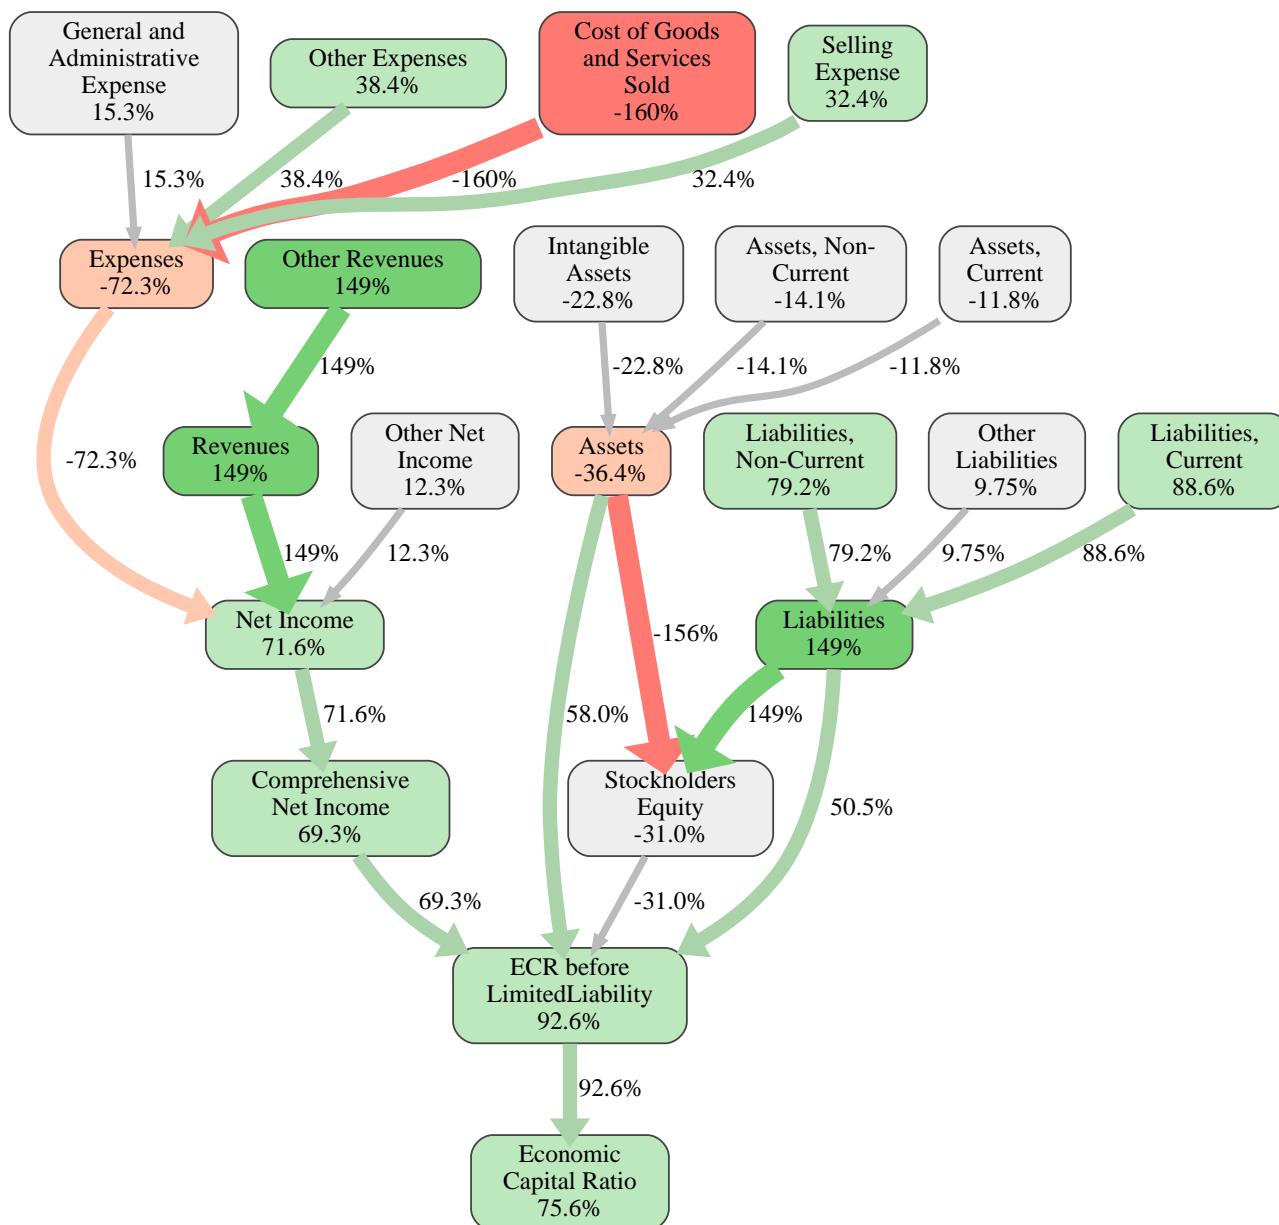 General and
Administrative
Expense
15.3%
Other Expenses
38.4%
Cost of Goods
and Services
Sold
-160%
Selling
Expense
32.4%
15.3%
38.4%
-160%
32.4%
Expenses
-72.3%
Other Revenues
149%
Intangible
Assets
-22.8%
Assets, Non-
Current
-14.1%
Assets,
Current
-11.8%
149%
-22.8%
-14.1%
-11.8%
Revenues
149%
Other Net
Income
12.3%
Assets
-36.4%
Liabilities,
Non-Current
79.2%
Other
Liabilities
9.75%
Liabilities,
Current
88.6%
-72.3%
149%
12.3%
79.2%
9.75%
88.6%
Net Income
71.6%
-156%
Liabilities
149%
71.6%
58.0%
149%
Comprehensive
Net Income
69.3%
Stockholders
Equity
-31.0%
50.5%
69.3%
-31.0%
ECR before
LimitedLiability
92.6%
92.6%
Economic
Capital Ratio
75.6%